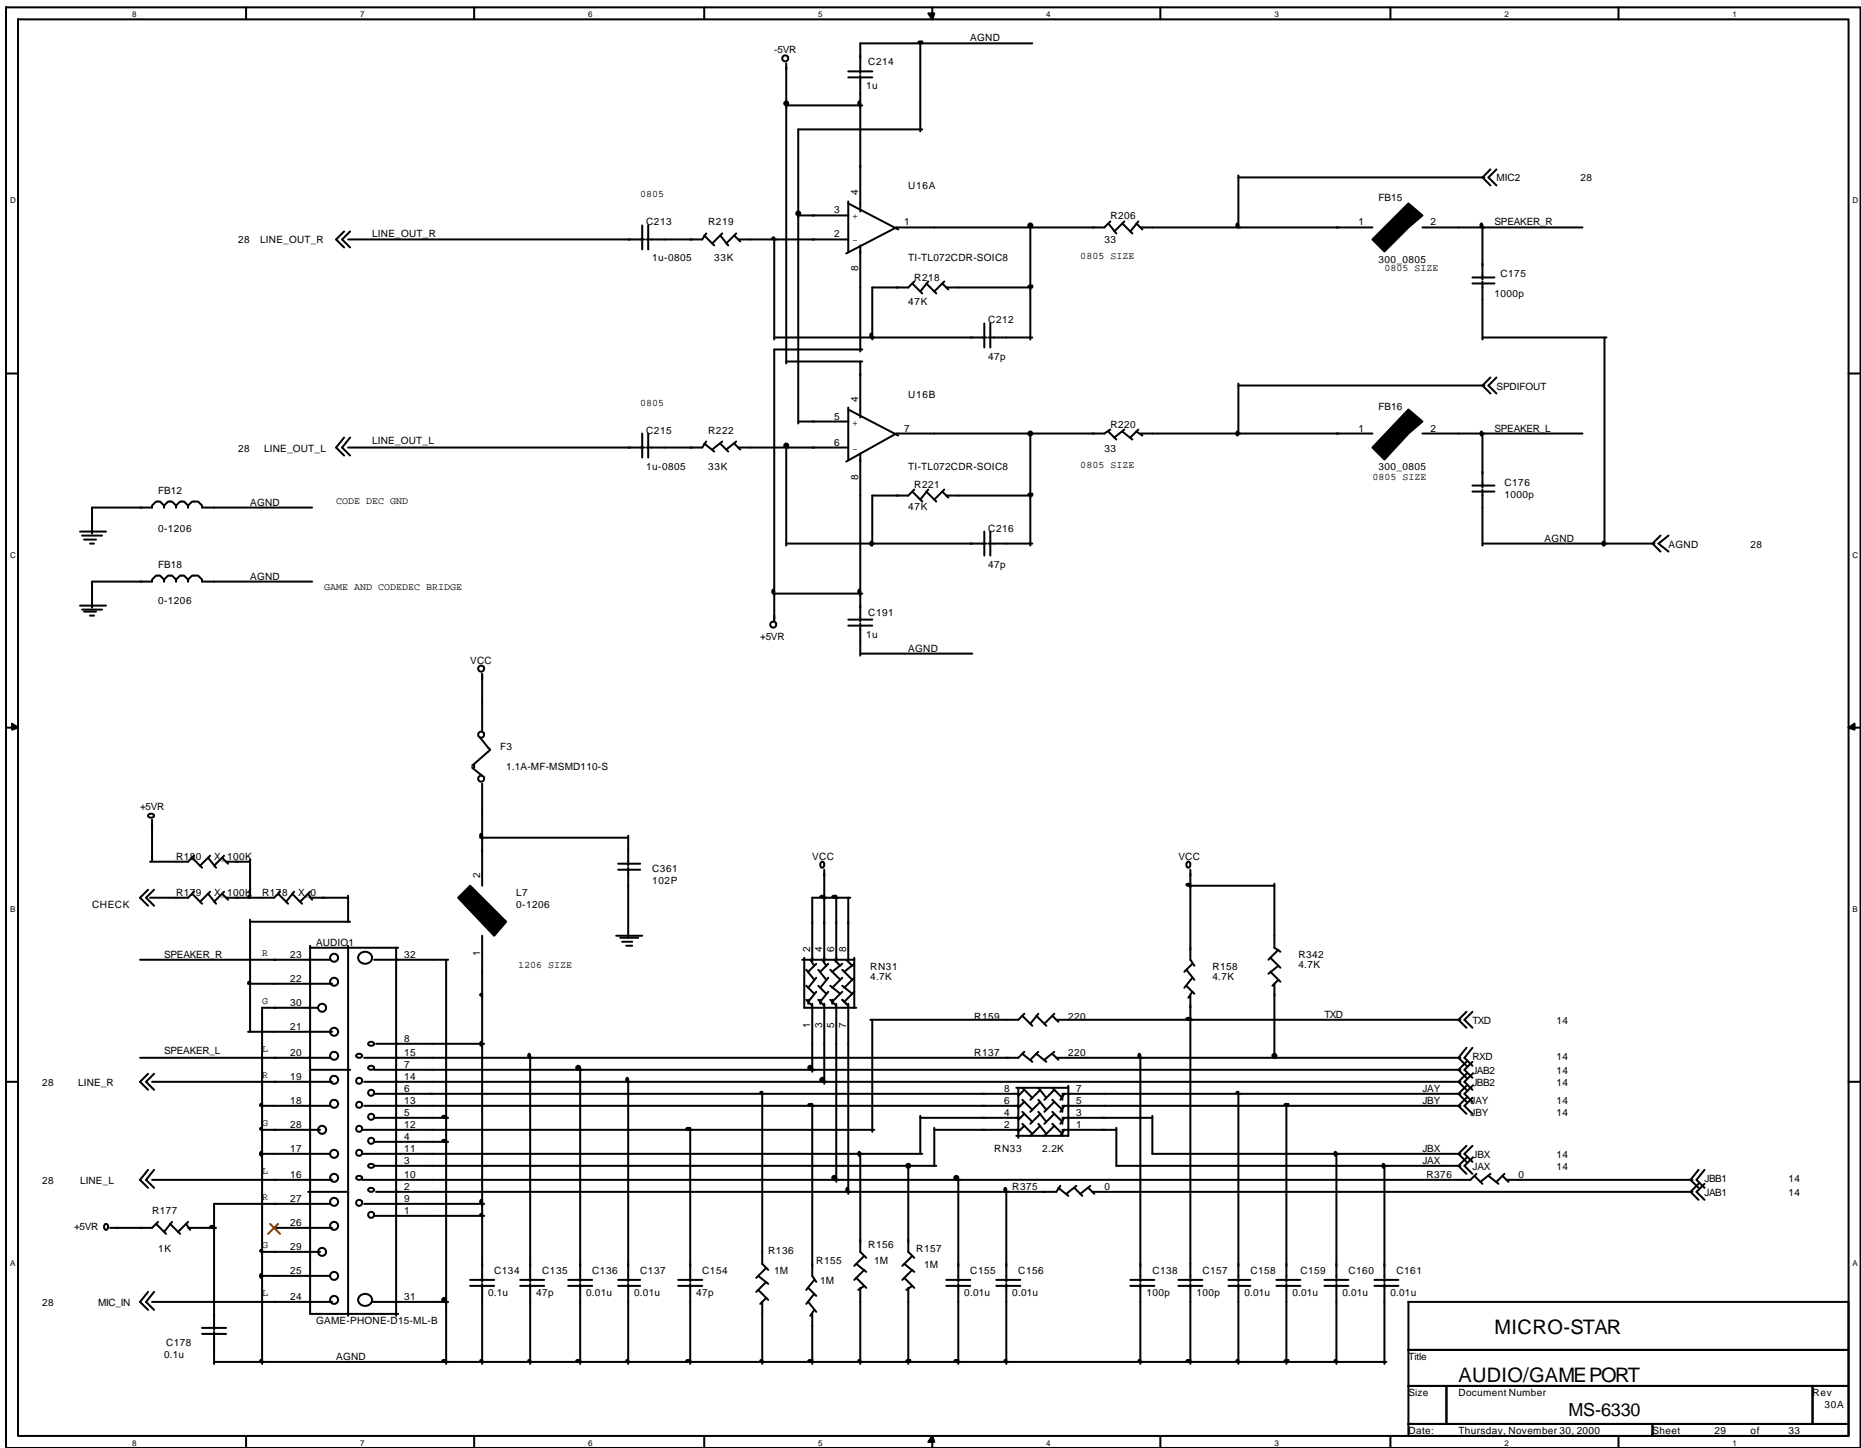 8 7 6 5 4 3 2 1
D
C
B
A
-5VR
AGND
C214
1u
U16A
0805
C213
1u-0805
R219
33K
28 LINE_OUT_R
LINE_OUT_R
3
2
4
1
8
+
-
TI-TL072CDR-SOIC8
R218
47K
C212
47p
R206
33
0805 SIZE
MIC2 28
FB15
1 2
300_0805
0805 SIZE
SPEAKER_R
C175
1000p
U16B
0805
C215
1u-0805
R222
33K
28 LINE_OUT_L
LINE_OUT_L
5
6
4
7
8
+
-
TI-TL072CDR-SOIC8
R221
47K
C216
47p
R220
33
0805 SIZE
SPDIFOUT
FB16
1 2
300_0805
0805 SIZE
SPEAKER_L
C176
1000p
AGND
AGND 28
FB12
AGND
CODE DEC GND
0-1206
FB18
AGND
GAME AND CODEDEC BRIDGE
0-1206
+5VR
C191
1u
AGND
VCC
F3
1.1A-MF-MSMD110-S
C361
102P
2
L7
0-1206
1
1206 SIZE
+5VR
R180 X_100K
CHECK
R179 X_100K R178 X_0
AUDIO1
SPEAKER_R R 23
22
G 30
21
SPEAKER_L L 20
28 LINE_R R 19
18
G 28
17
28 LINE_L L 16
R 27
26
G 29
25
28 MIC_IN L 24
32
8
15
7
14
6
13
5
12
4
11
3
10
2
9
1
31
GAME-PHONE-D15-ML-B
+5VR
R177
1K
C178
0.1u
AGND
VCC
2 4 6 8
RN31
4.7K
1 3 5 7
VCC
R158
4.7K
R342
4.7K
R159 220
TXD
TXD 14
R137 220
RXD 14
JAB2 14
JBB2 14
JAY
JAY 14
JBY
JBY 14
8 7
6 5
4 3
2 1
RN33 2.2K
JBX
JBX 14
JAX
JAX 14
R376 0
JBB1 14
R375 0
JAB1 14
C134
0.1u
C135
47p
C136
0.01u
C137
0.01u
C154
47p
R136
1M
R155
1M
R156
1M
R157
1M
C155
0.01u
C156
0.01u
C138
100p
C157
100p
C158
0.01u
C159
0.01u
C160
0.01u
C161
0.01u
MICRO-STAR
Title
AUDIO/GAME PORT
Size Document Number Rev
MS-6330 30A
Date: Thursday, November 30, 2000 Sheet 29 of 33
8 7 6 5 4 3 2 1
D
C
B
A